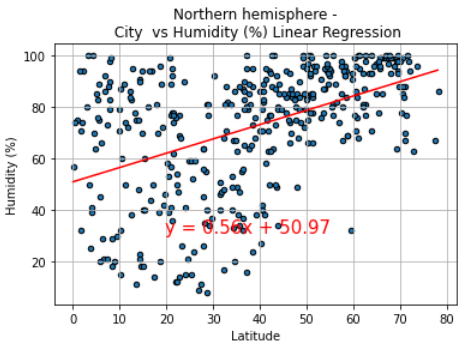 Northern hemisphere -
City  vs Humidity (%) Linear Regression
100
80
60
40
20
Humidity (%)
y = 0.56x + 50.97
0 10 20 30 40 50 60 70 80
Latitude